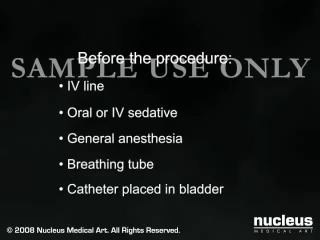 Before the procedure:
SAMPLE USE ONLY
• IV line
• Oral or IV sedative
• General anesthesia
• Breathing tube
• Catheter placed in bladder
© 2008 Nucleus Medical Art. All Rights Reserved.
nucleus
MEDICAL ART